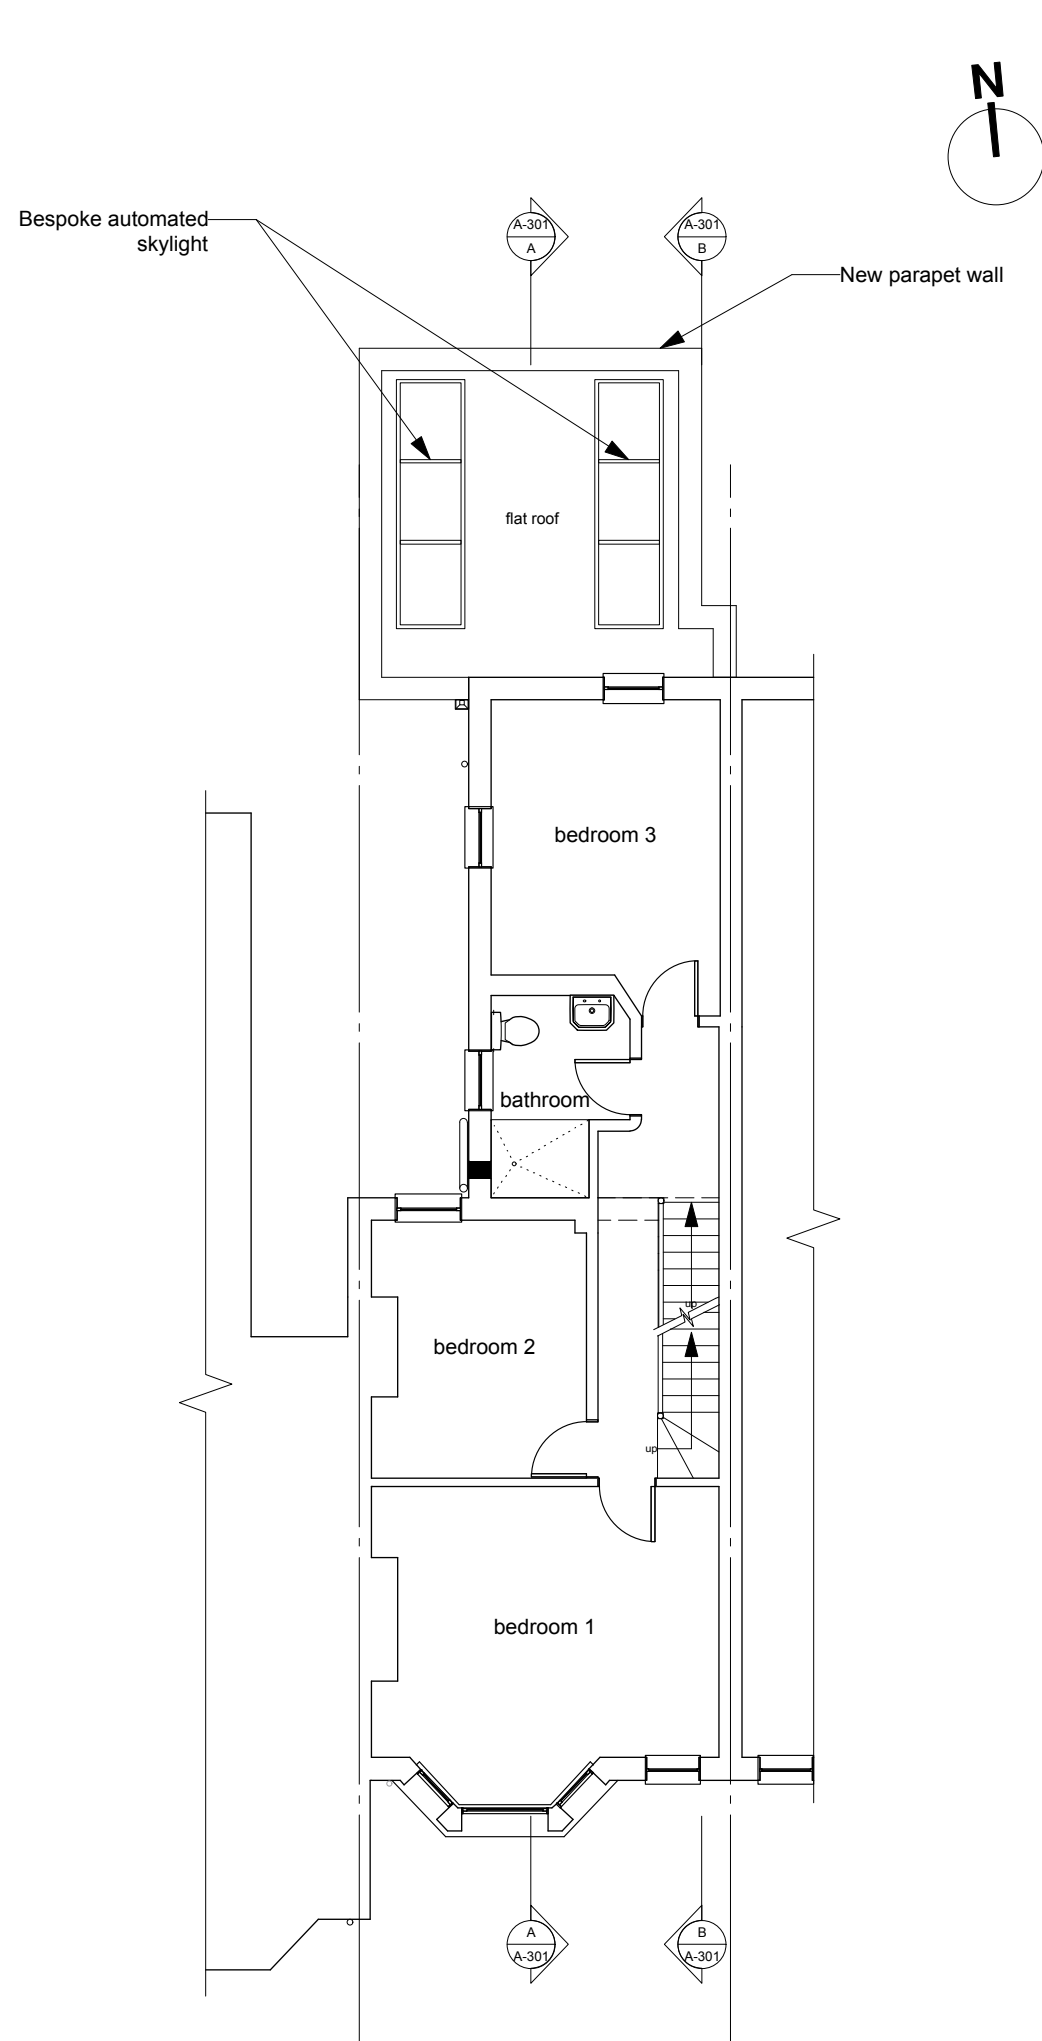 N
Bespoke automated
skylight
A-301
A
A-301
B
New parapet wall
flat roof
bedroom 3
bathroom
up
bedroom 2
up
bedroom 1
A
A-301
B
A-301